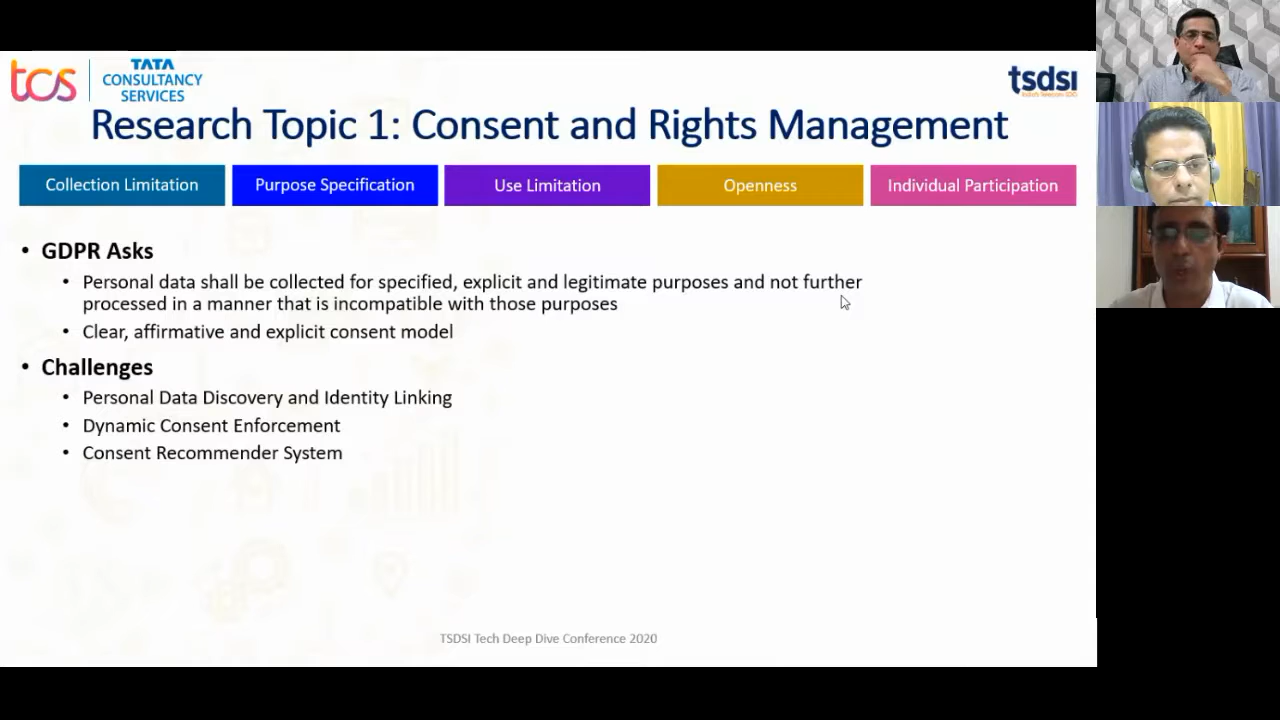 tcs
TATA
CONSULTANCY
SERVICES
tsdsi
Research Topic 1: Consent and Rights Management
Collection Limitation
Purpose Specification
Use Limitation
Openness
Individual Participation
• GDPR Asks
• Personal data shall be collected for specified, explicit and legitimate purposes and not further
processed in a manner that is incompatible with those purposes
• Clear, affirmative and explicit consent model
• Challenges
• Personal Data Discovery and Identity Linking
• Dynamic Consent Enforcement
• Consent Recommender System
TSDSI Tech Deep Dive Conference 2020